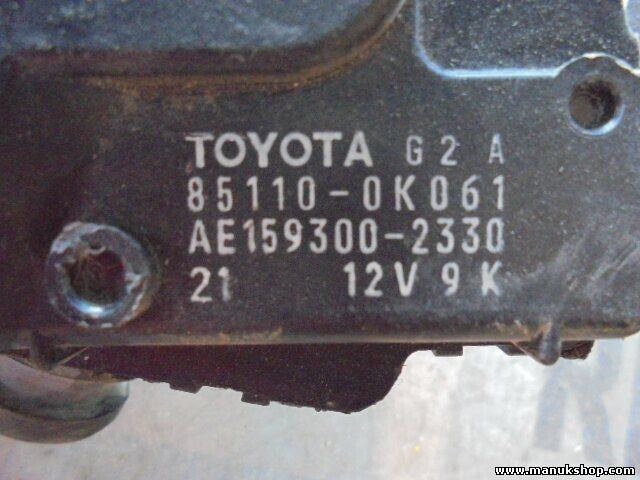 TOYOTA G2 A
85110-0K061
AE159300-2330
21 12V 9 K
www.manukshop.com